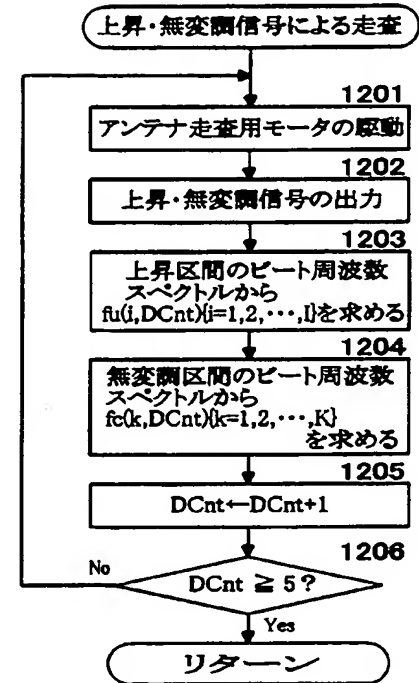 上昇・無変調信号による走査
1201
アンテナ走査用モータの駆動
1202
上昇・無変調信号の出力
1203
上昇区間のビート周波数
スペクトルから
fu(i,DCnt){i=1,2,･･･,I}を求める
1204
無変調区間のビート周波数
スペクトルから
fc(k,DCnt){k=1,2,･･･,K}
を求める
1205
DCnt←DCnt+1
1206
No
DCnt ≧ 5?
Yes
リターン